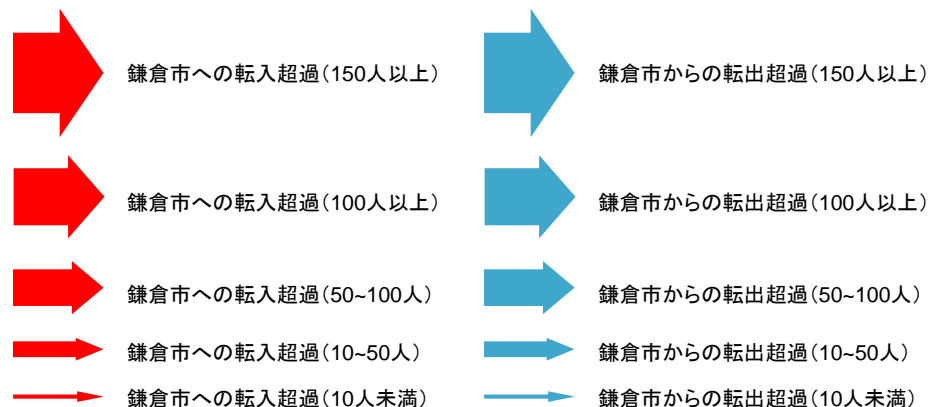 鎌倉市への転入超過(150人以上)
鎌倉市からの転出超過(150人以上)
鎌倉市への転入超過(100人以上)
鎌倉市からの転出超過(100人以上)
鎌倉市への転入超過(50~100人)
鎌倉市からの転出超過(50~100人)
鎌倉市への転入超過(10~50人)
鎌倉市からの転出超過(10~50人)
鎌倉市への転入超過(10人未満)
鎌倉市からの転出超過(10人未満)